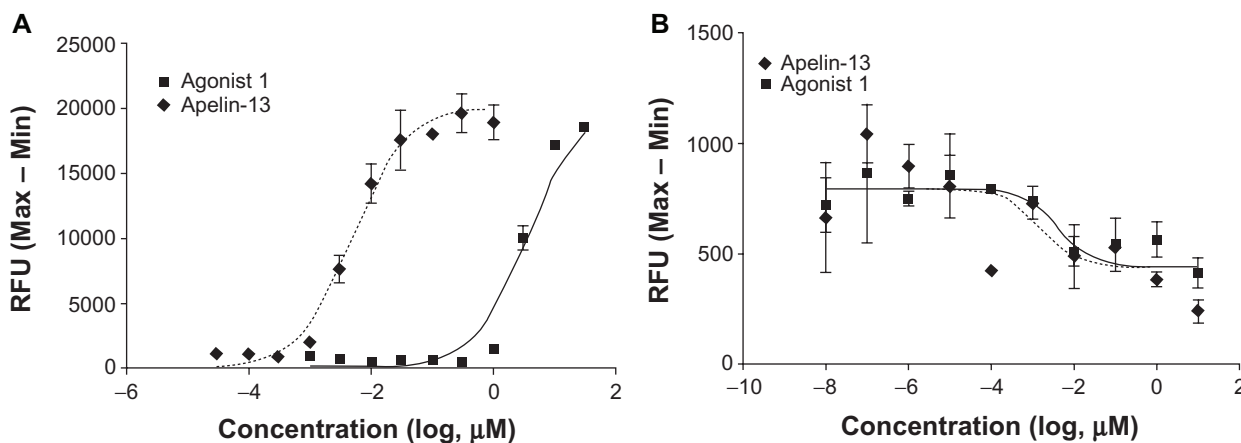 A
RFU (Max – Min)
25000
20000
15000
10000
5000
0
Agonist 1
Apelin-13
–6
–4
–2
0
2
Concentration (log, μM)
B
RFU (Max – Min)
1500
1000
500
0
Apelin-13
Agonist 1
–10
–8
–6
–4
–2
0
2
Concentration (log, μM)